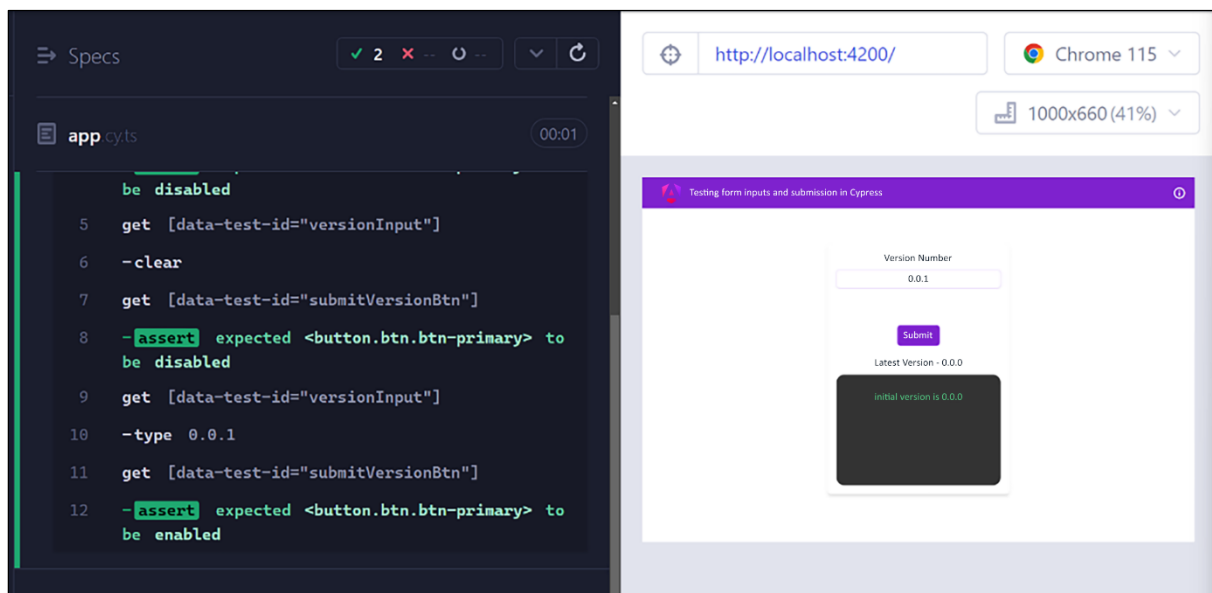 Specs
2 -- --
app.cy.ts
00:01
be disabled
5 get [data-test-id="versionInput"]
6 -clear
7 get [data-test-id="submitVersionBtn"]
8 -assert expected <button.btn.btn-primary> to
be disabled
9 get [data-test-id="versionInput"]
10 -type 0.0.1
11 get [data-test-id="submitVersionBtn"]
12 -assert expected <button.btn.btn-primary> to
be enabled
http://localhost:4200/
Chrome 115
1000x660 (41%)
Testing form inputs and submission in Cypress
Version Number
0.0.1
Submit
Latest Version - 0.0.0
initial version is 0.0.0